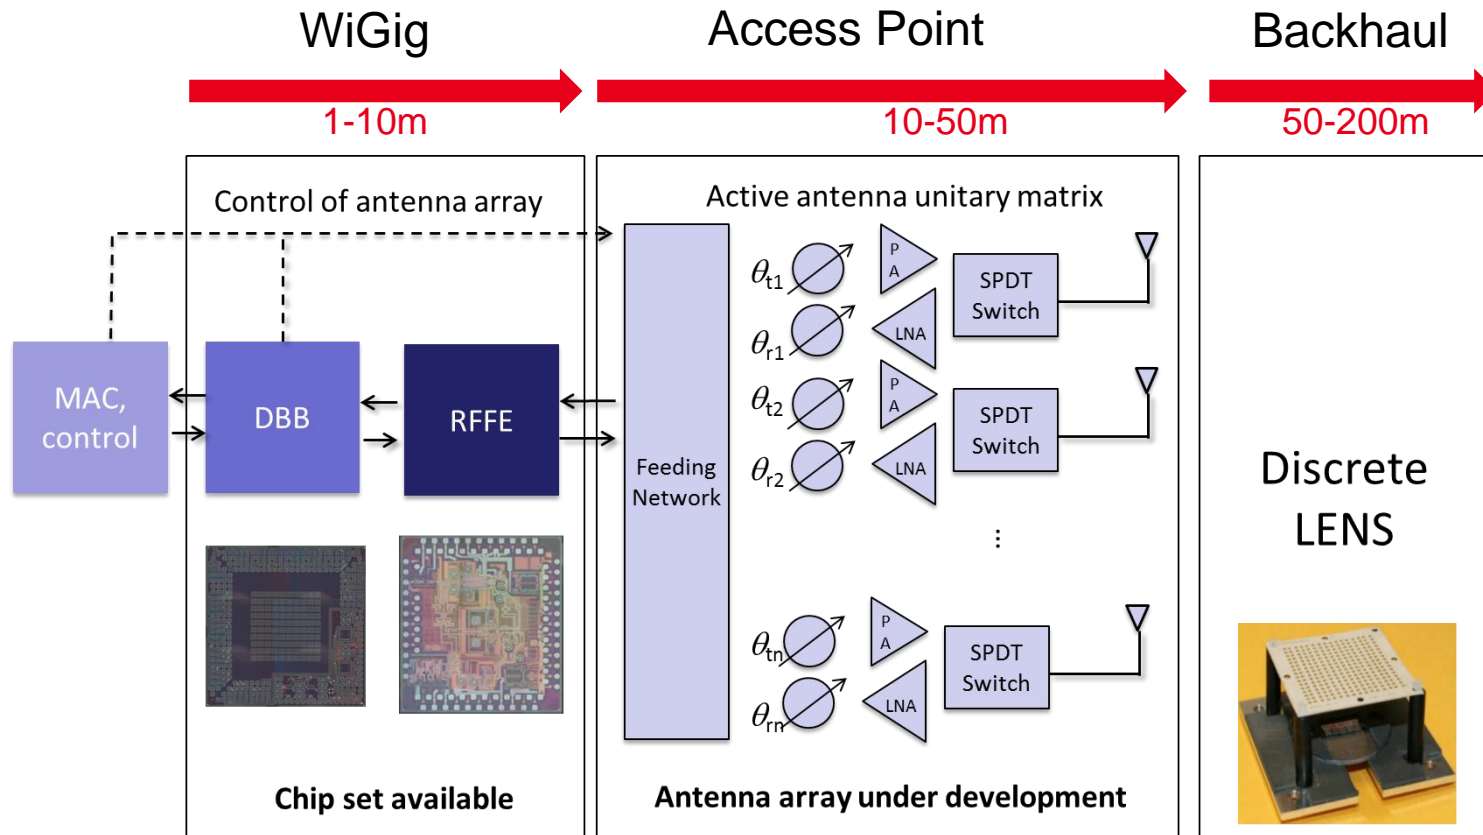 WiGig
Access Point
Backhaul
1-10m
10-50m
50-200m
Control of antenna array
Active antenna unitary matrix
MAC,
control
DBB
RFFE
Feeding
Network
θt1
P
A
SPDT
Switch
θr1
LNA
θt2
P
A
SPDT
Switch
θr2
LNA
...
θtn
P
A
SPDT
Switch
θrn
LNA
Discrete
LENS
Chip set available
Antenna array under development